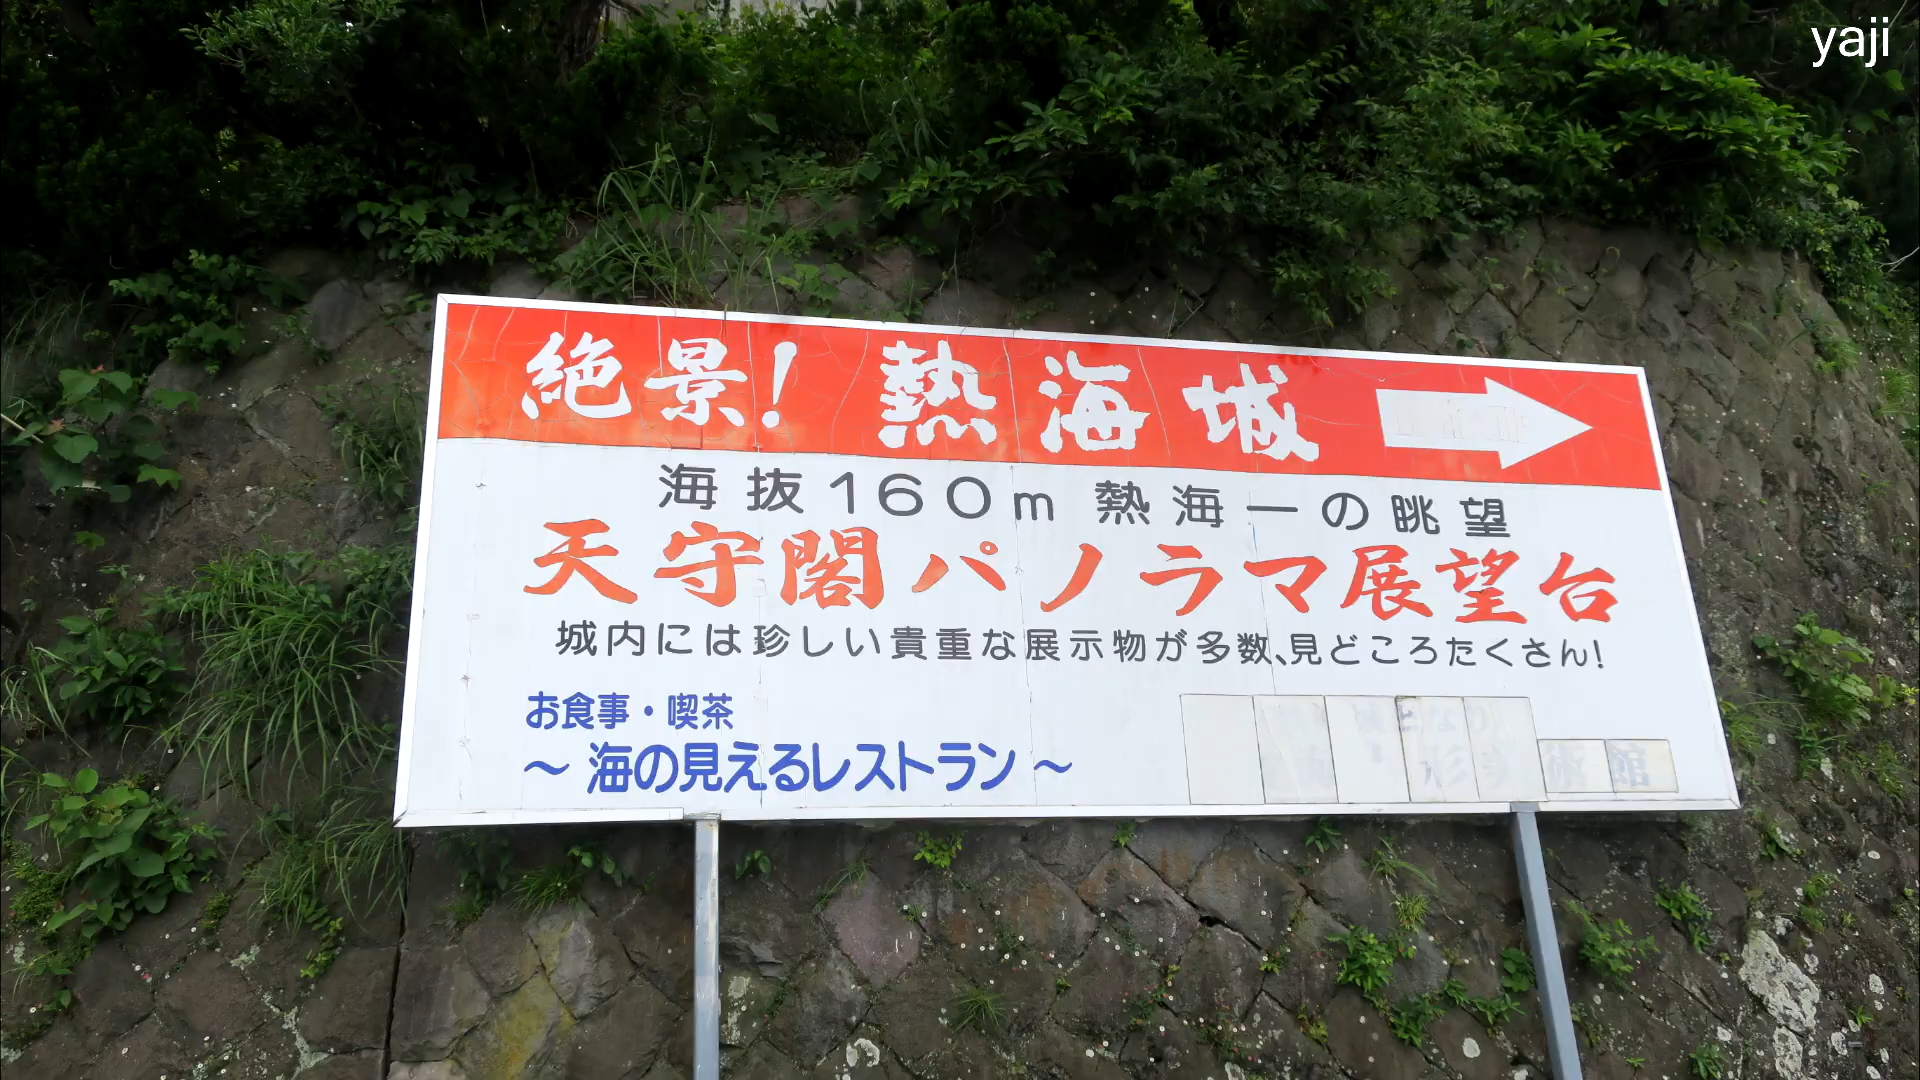 yaji
絶景!熱海城
海抜160m 熱海一の眺望
天守閣パノラマ展望台
城内には珍しい貴重な展示物が多数、見どころたくさん!
お食事・喫茶
～海の見えるレストラン～
館